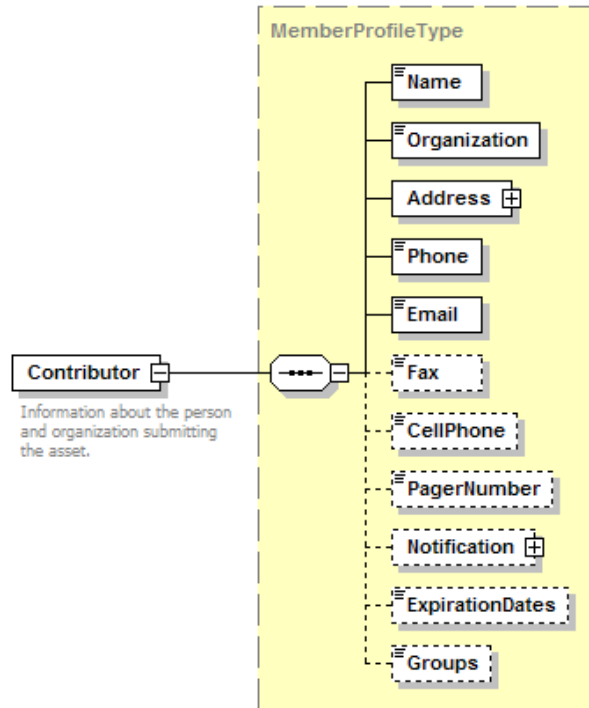 MemberProfileType
Name
Organization
Address
Phone
Email
Contributor
Information about the person
and organization submitting
the asset.
Fax
CellPhone
PagerNumber
Notification
ExpirationDates
Groups